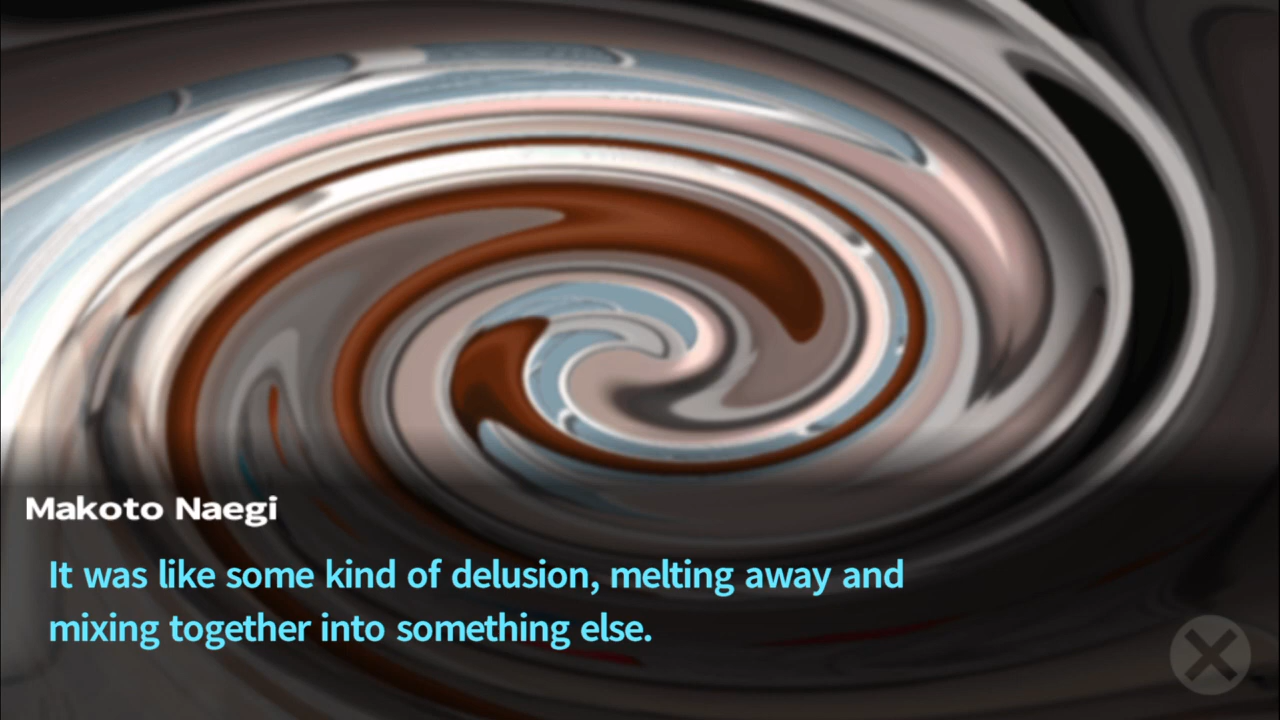 Makoto Naegi
It was like some kind of delusion, melting away and
mixing together into something else.